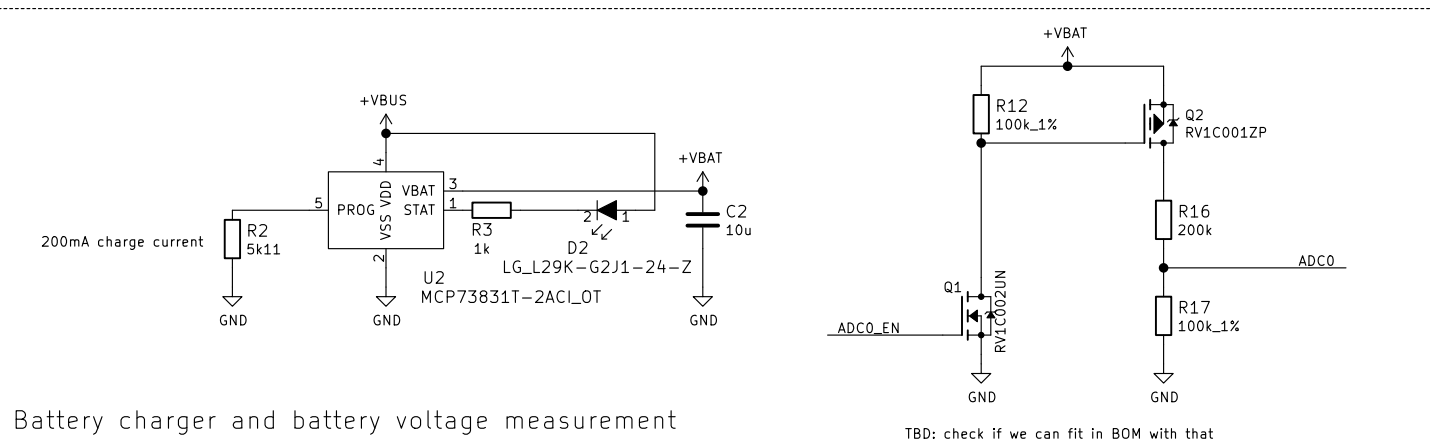 +VBUS
4
VDD
VBAT
3
+VBAT
5
PROG
STAT
1
VSS
2
R2
5k11
200mA charge current
R3
1k
2
1
D2
LG_L29K-G2J1-24-Z
C2
10u
U2
MCP73831T-2ACI_OT
GND
GND
GND
+VBAT
R12
100k_1%
Q2
RV1C001ZP
R16
200k
ADC0
Q1
RV1C002UN
ADC0_EN
R17
100k_1%
GND
GND
Battery charger and battery voltage measurement
TBD: check if we can fit in BOM with that